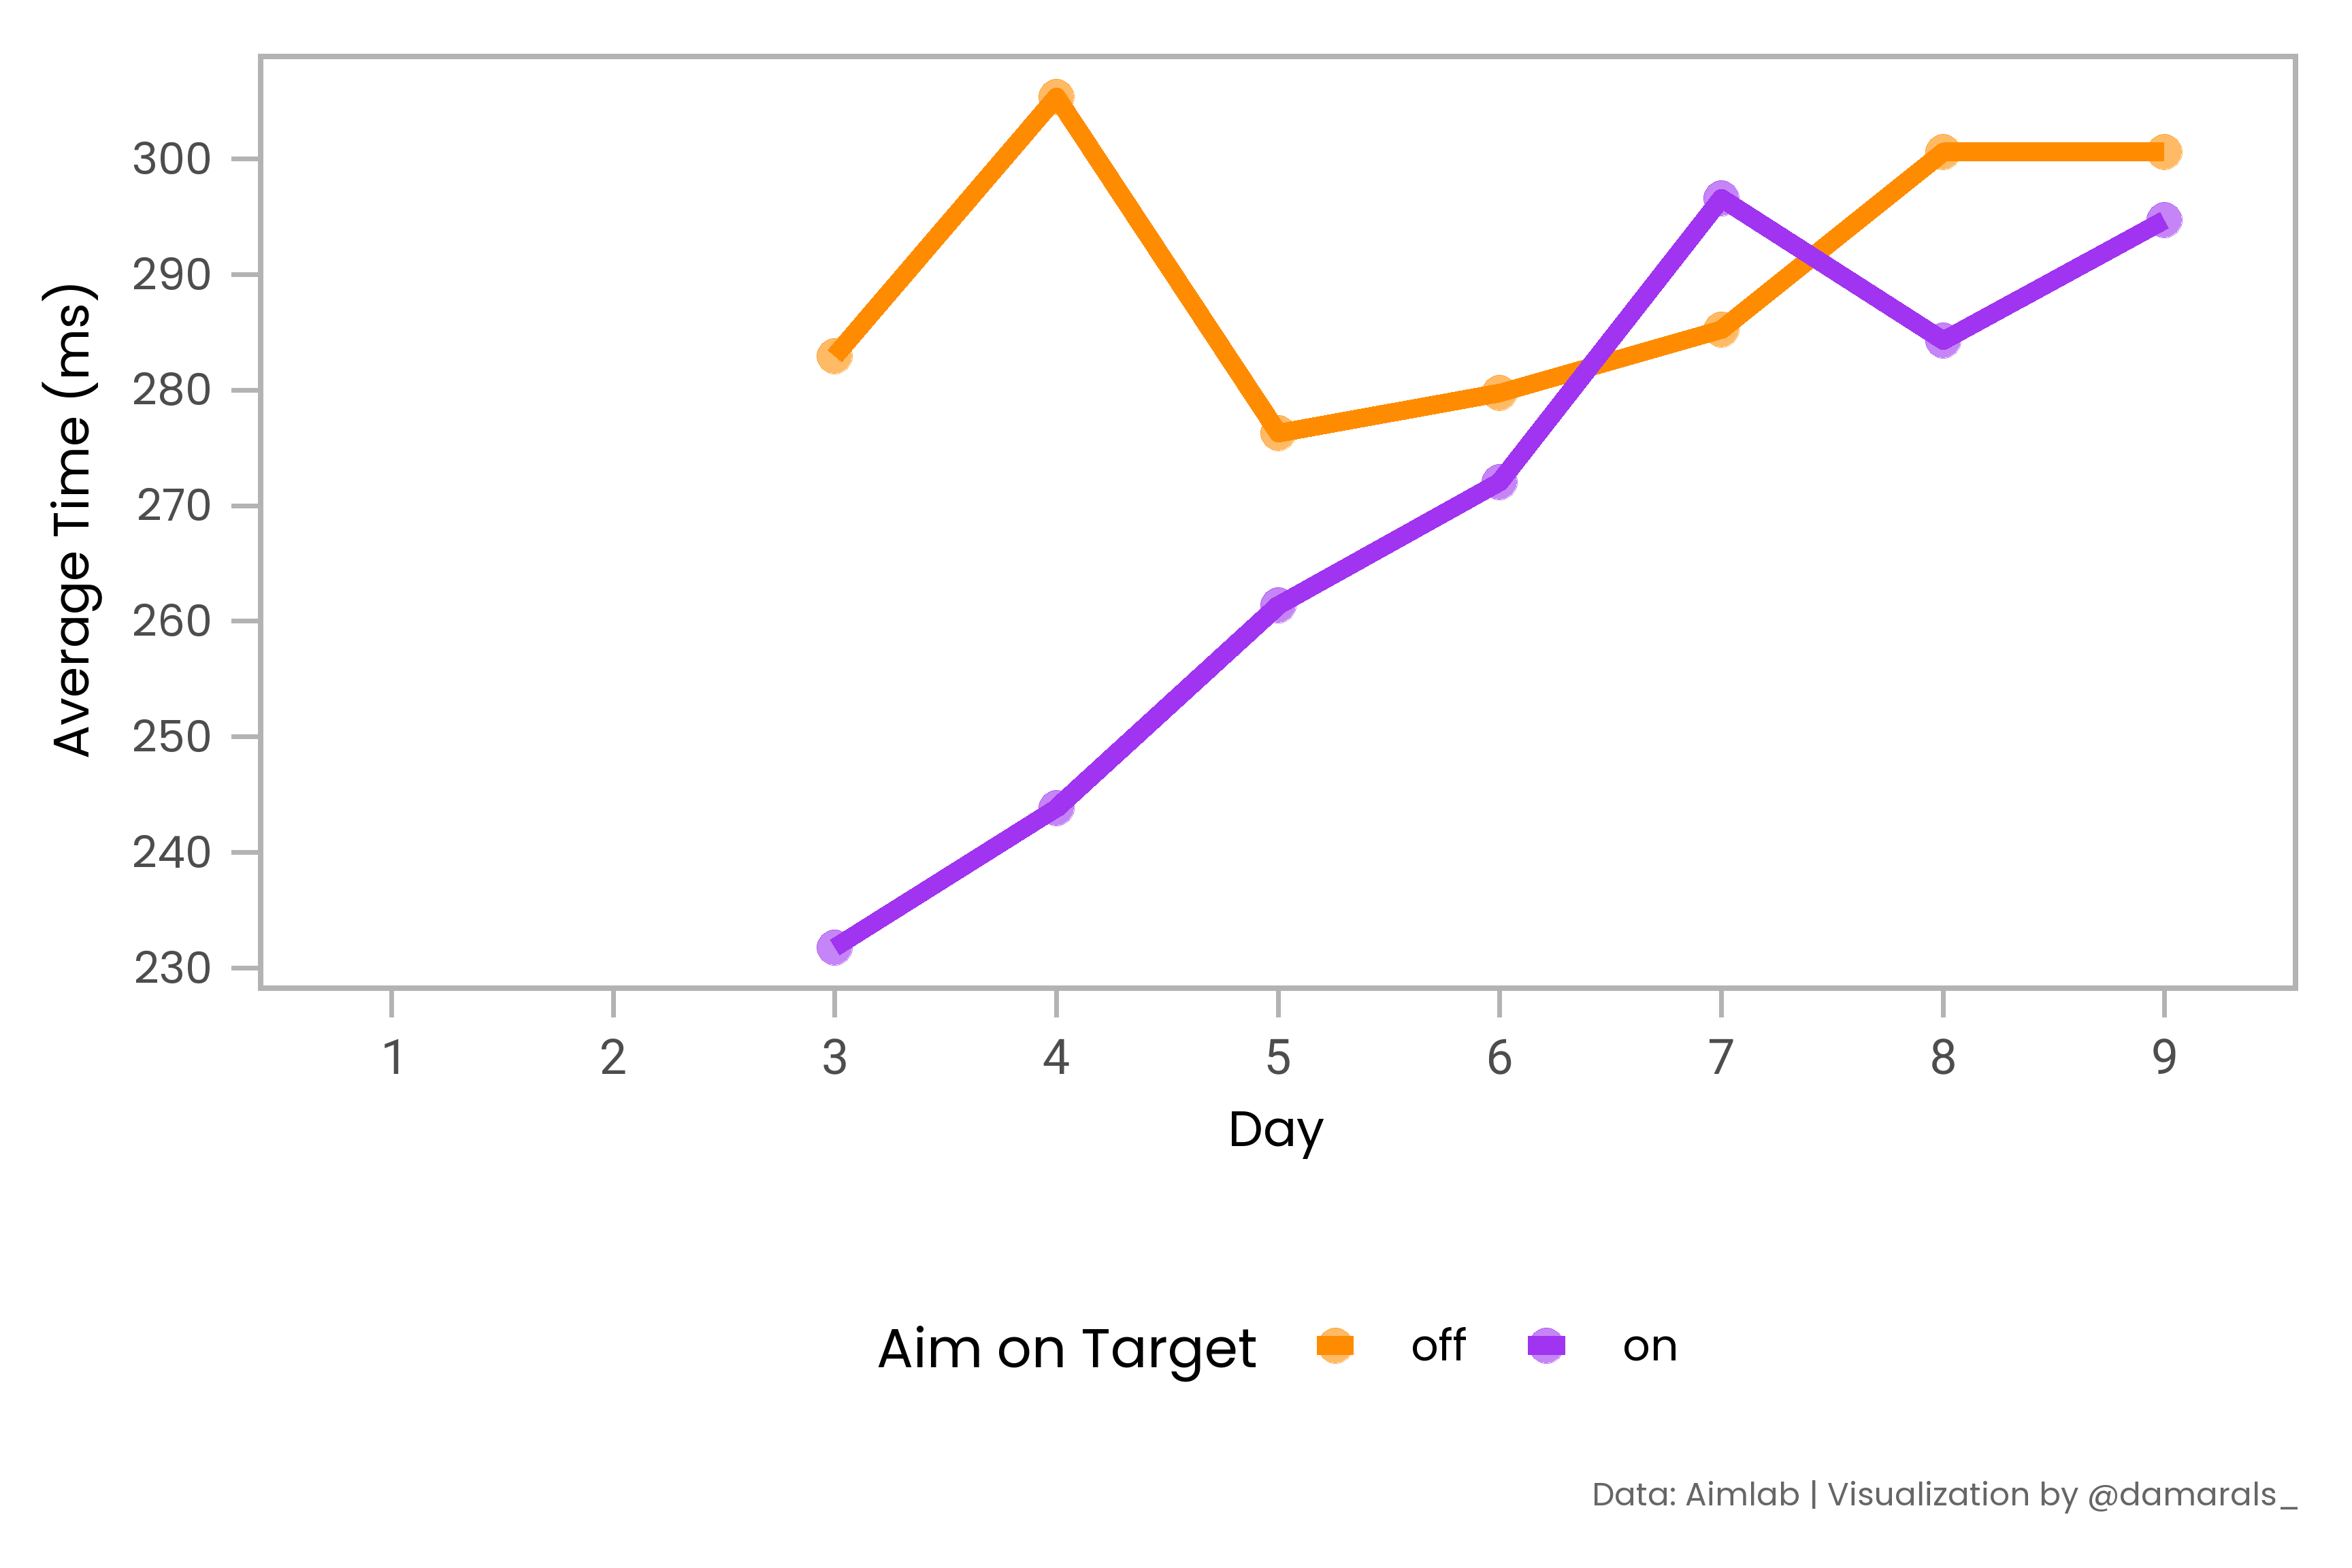 Average Time (ms)
300
290
280
270
260
250
240
230
1 2 3 4 5 6 7 8 9
Day
Aim on Target off on
Data: Aimlab | Visualization by @damarals_